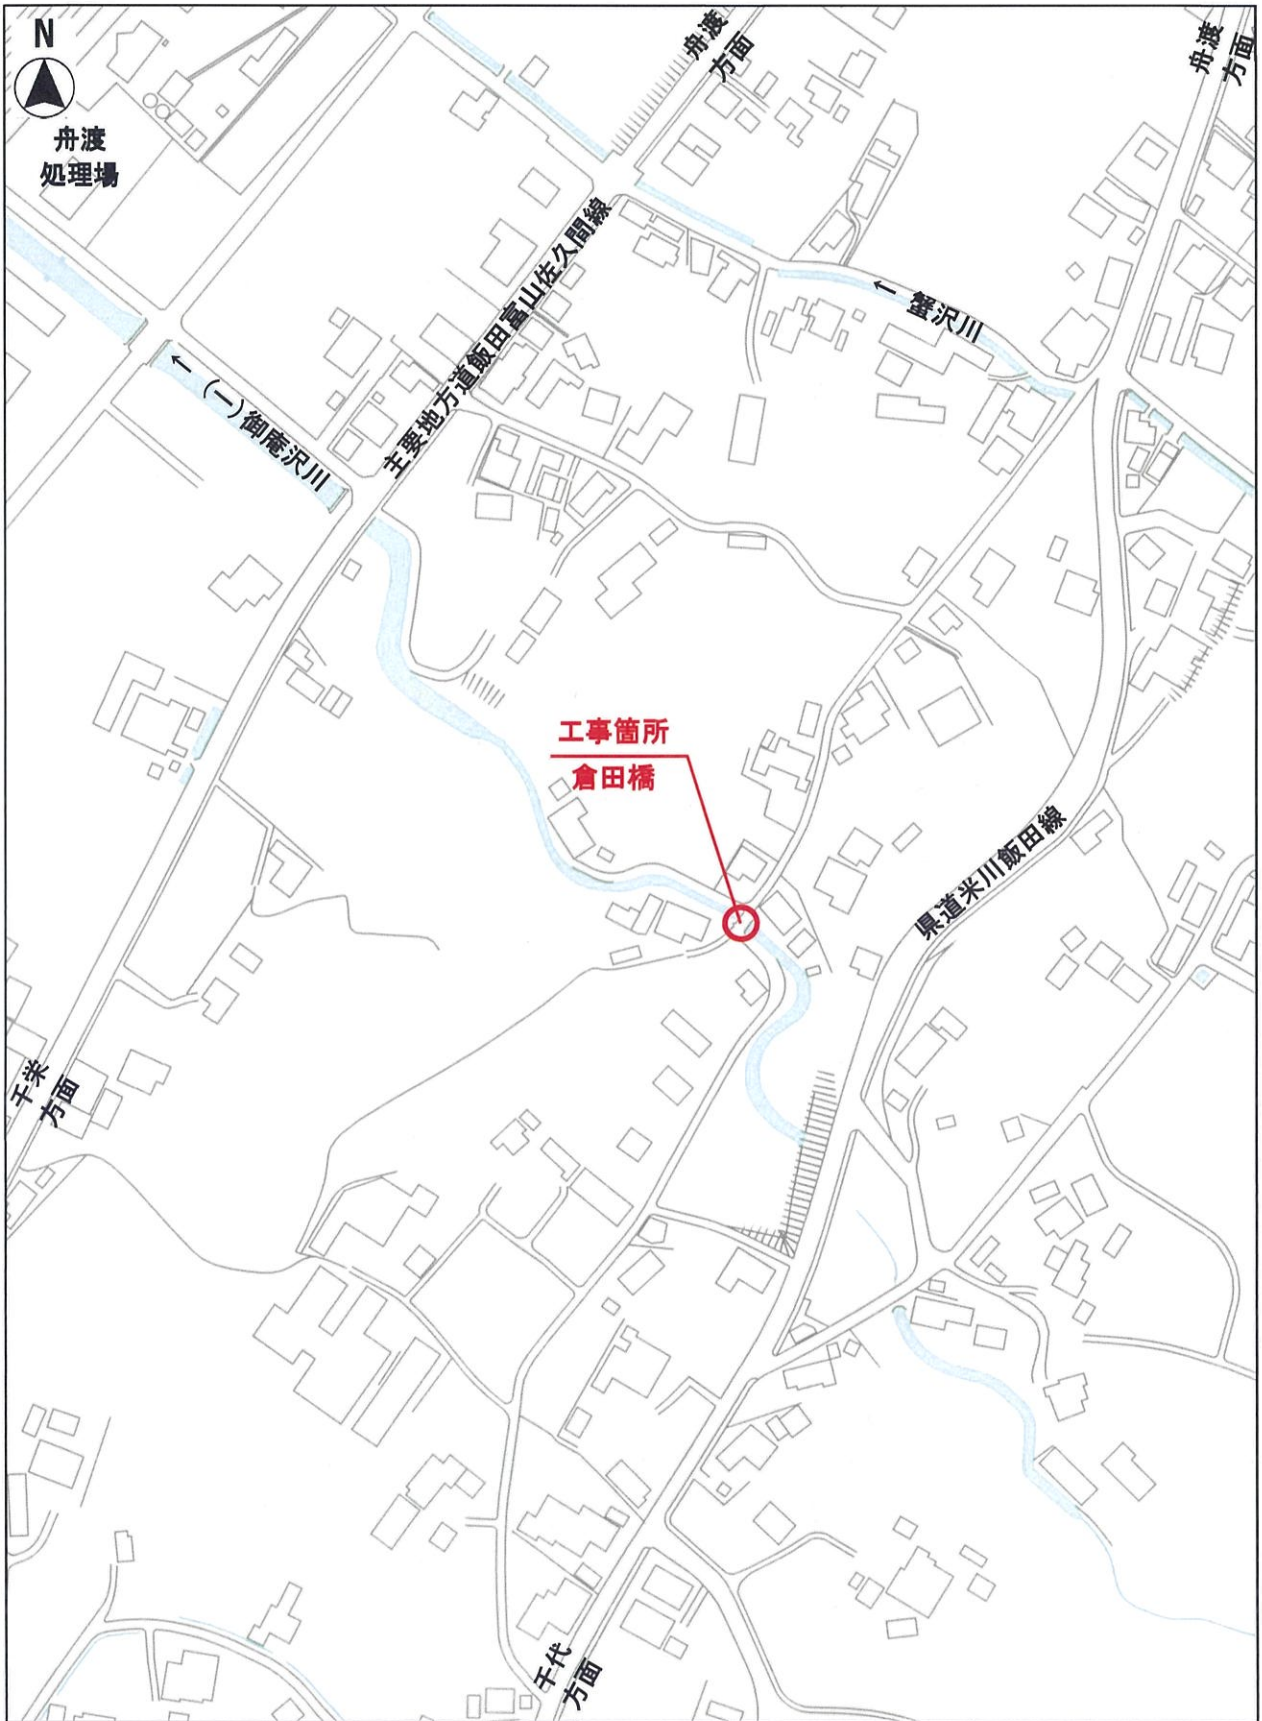 N
舟渡
処理場
舟渡
方面
舟渡
方面
主要地方道飯田富山佐久間線
← 蟹沢川
← (一)御庵沢川
工事箇所
倉田橋
県道米川飯田線
千栄
方面
千代
方面